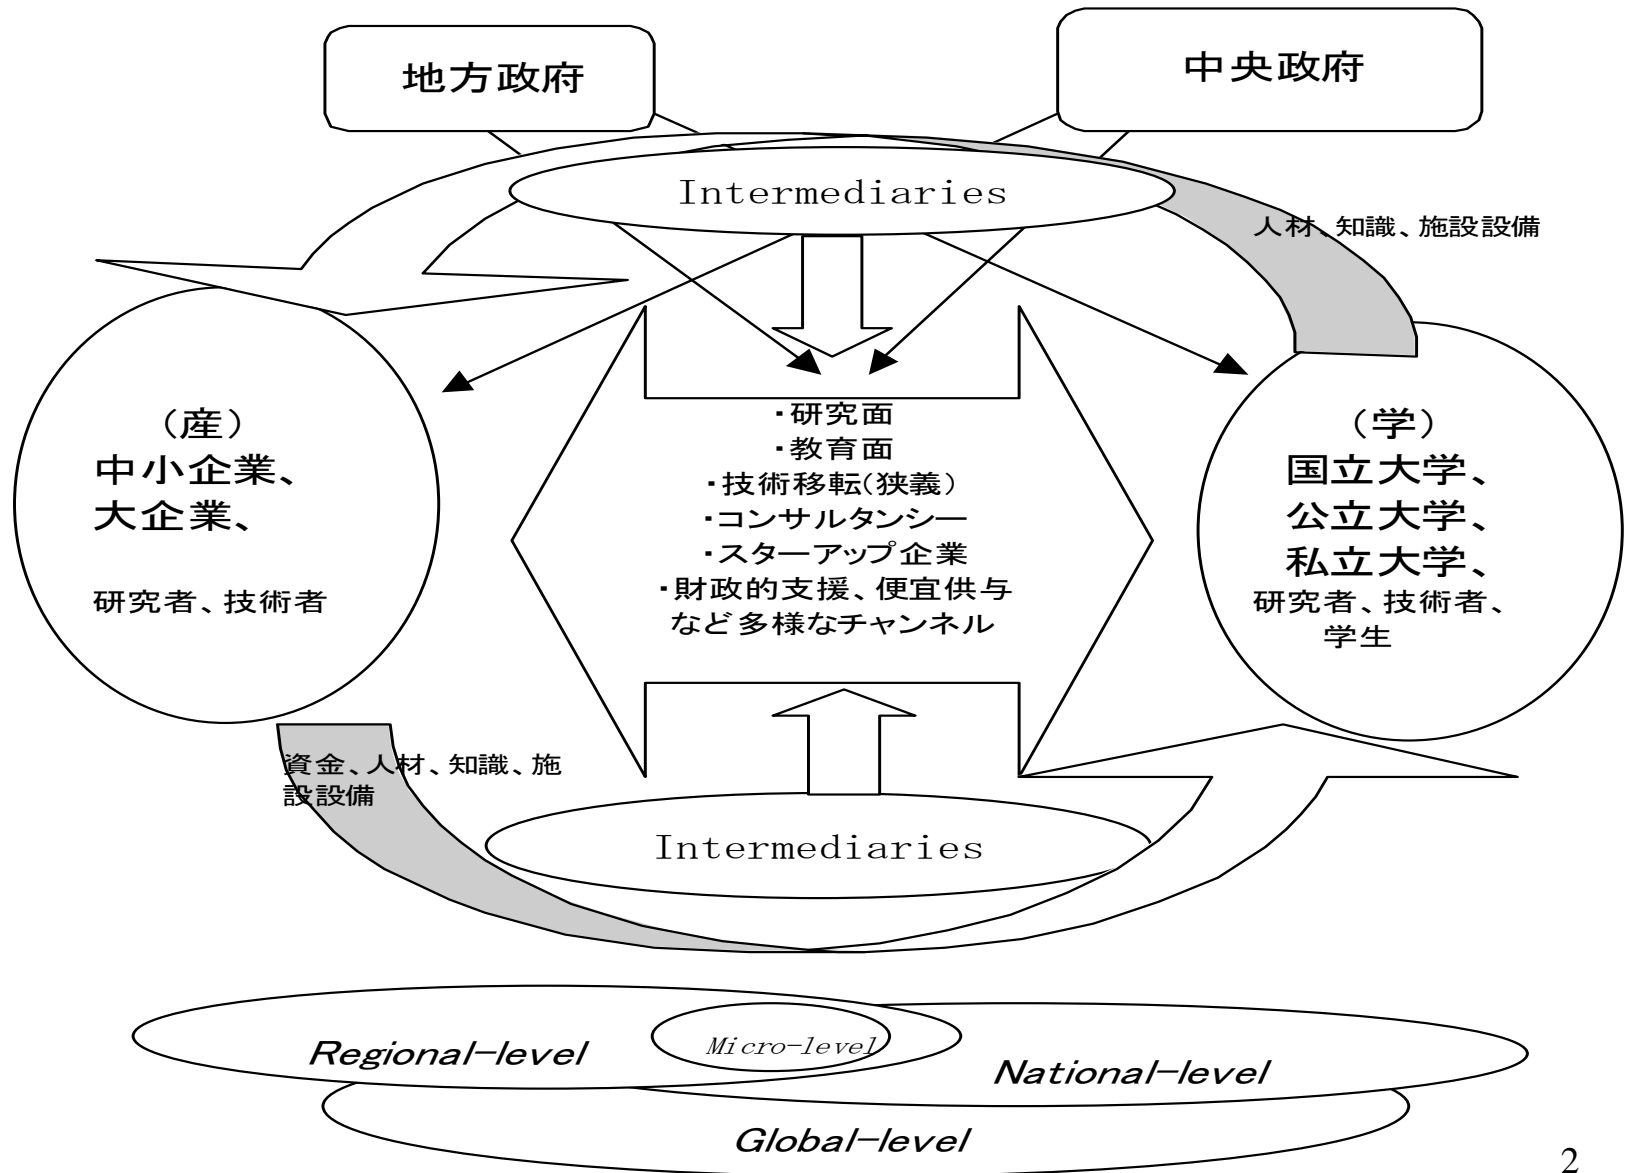 地方政府
中央政府
Intermediaries
人材、知識、施設設備
（産）
中小企業、
大企業、
研究者、技術者
・研究面
・教育面
・技術移転（狭義）
・コンサルタンシー
・スターアップ企業
・財政的支援、便宜供与
など多様なチャンネル
（学）
国立大学、
公立大学、
私立大学、
研究者、技術者、
学生
資金、人材、知識、施
設設備
Intermediaries
Regional-level
Micro-level
National-level
Global-level
2